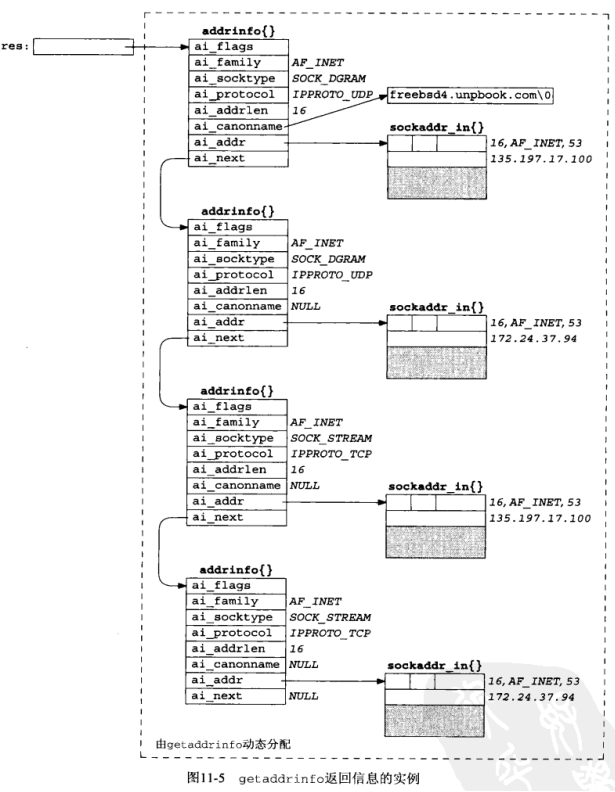 addrinfo{}
res:
ai_flags
ai_family AF_INET
ai_socktype SOCK_DGRAM
ai_protocol IPPROTO_UDP freebsd4.unpbook.com\0
ai_addrlen 16
ai_canonname sockaddr_in{}
ai_addr 16, AF_INET, 53
ai_next 135.197.17.100
addrinfo{}
ai_flags
ai_family AF_INET
ai_socktype SOCK_DGRAM
ai_protocol IPPROTO_UDP
ai_addrlen 16
ai_canonname NULL sockaddr_in{}
ai_addr 16, AF_INET, 53
ai_next 172.24.37.94
addrinfo{}
ai_flags
ai_family AF_INET
ai_socktype SOCK_STREAM
ai_protocol IPPROTO_TCP
ai_addrlen 16
ai_canonname NULL sockaddr_in{}
ai_addr 16, AF_INET, 53
ai_next 135.197.17.100
addrinfo{}
ai_flags
ai_family AF_INET
ai_socktype SOCK_STREAM
ai_protocol IPPROTO_TCP
ai_addrlen 16
ai_canonname NULL sockaddr_in{}
ai_addr 16, AF_INET, 53
ai_next NULL 172.24.37.94
由getaddrinfo动态分配
图11-5 getaddrinfo返回信息的实例